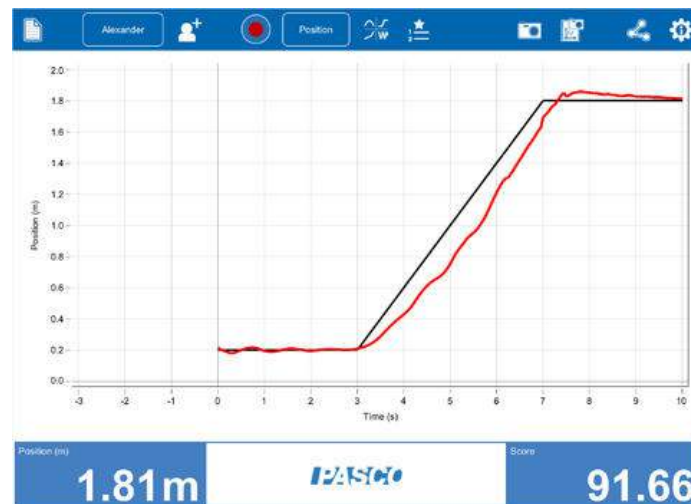 Alexander
Position
W
1
2
2.0
1.8
1.6
1.4
1.2
1.0
0.8
0.6
0.4
0.2
0.0
Position (m)
-3 -2 -1 0 1 2 3 4 5 6 7 8 9 10
Time (s)
Position (m)
1.81m
PASCO
Score
91.66